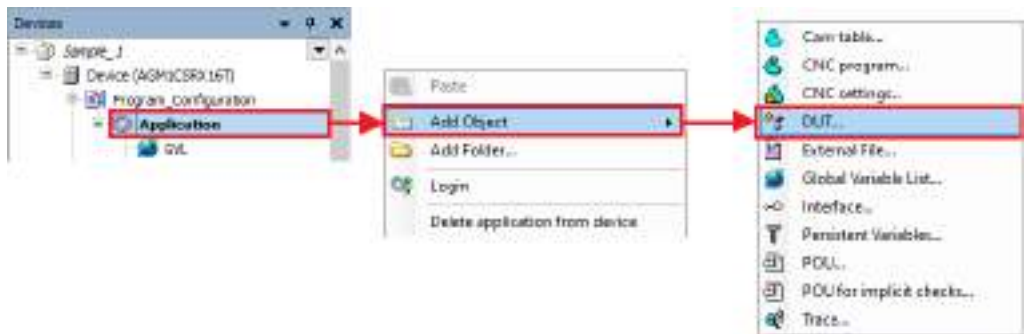 Devices
Sample_1
Device (AGM1CSRX16T)
Program_Configuration
Application
GVL
Paste
Add Object
Add Folder...
Login
Delete application from device
Cam table...
CNC program...
CNC settings...
DUT...
External File...
Global Variable List...
Interface...
Persistent Variables...
POU...
POU for implicit checks...
Trace...